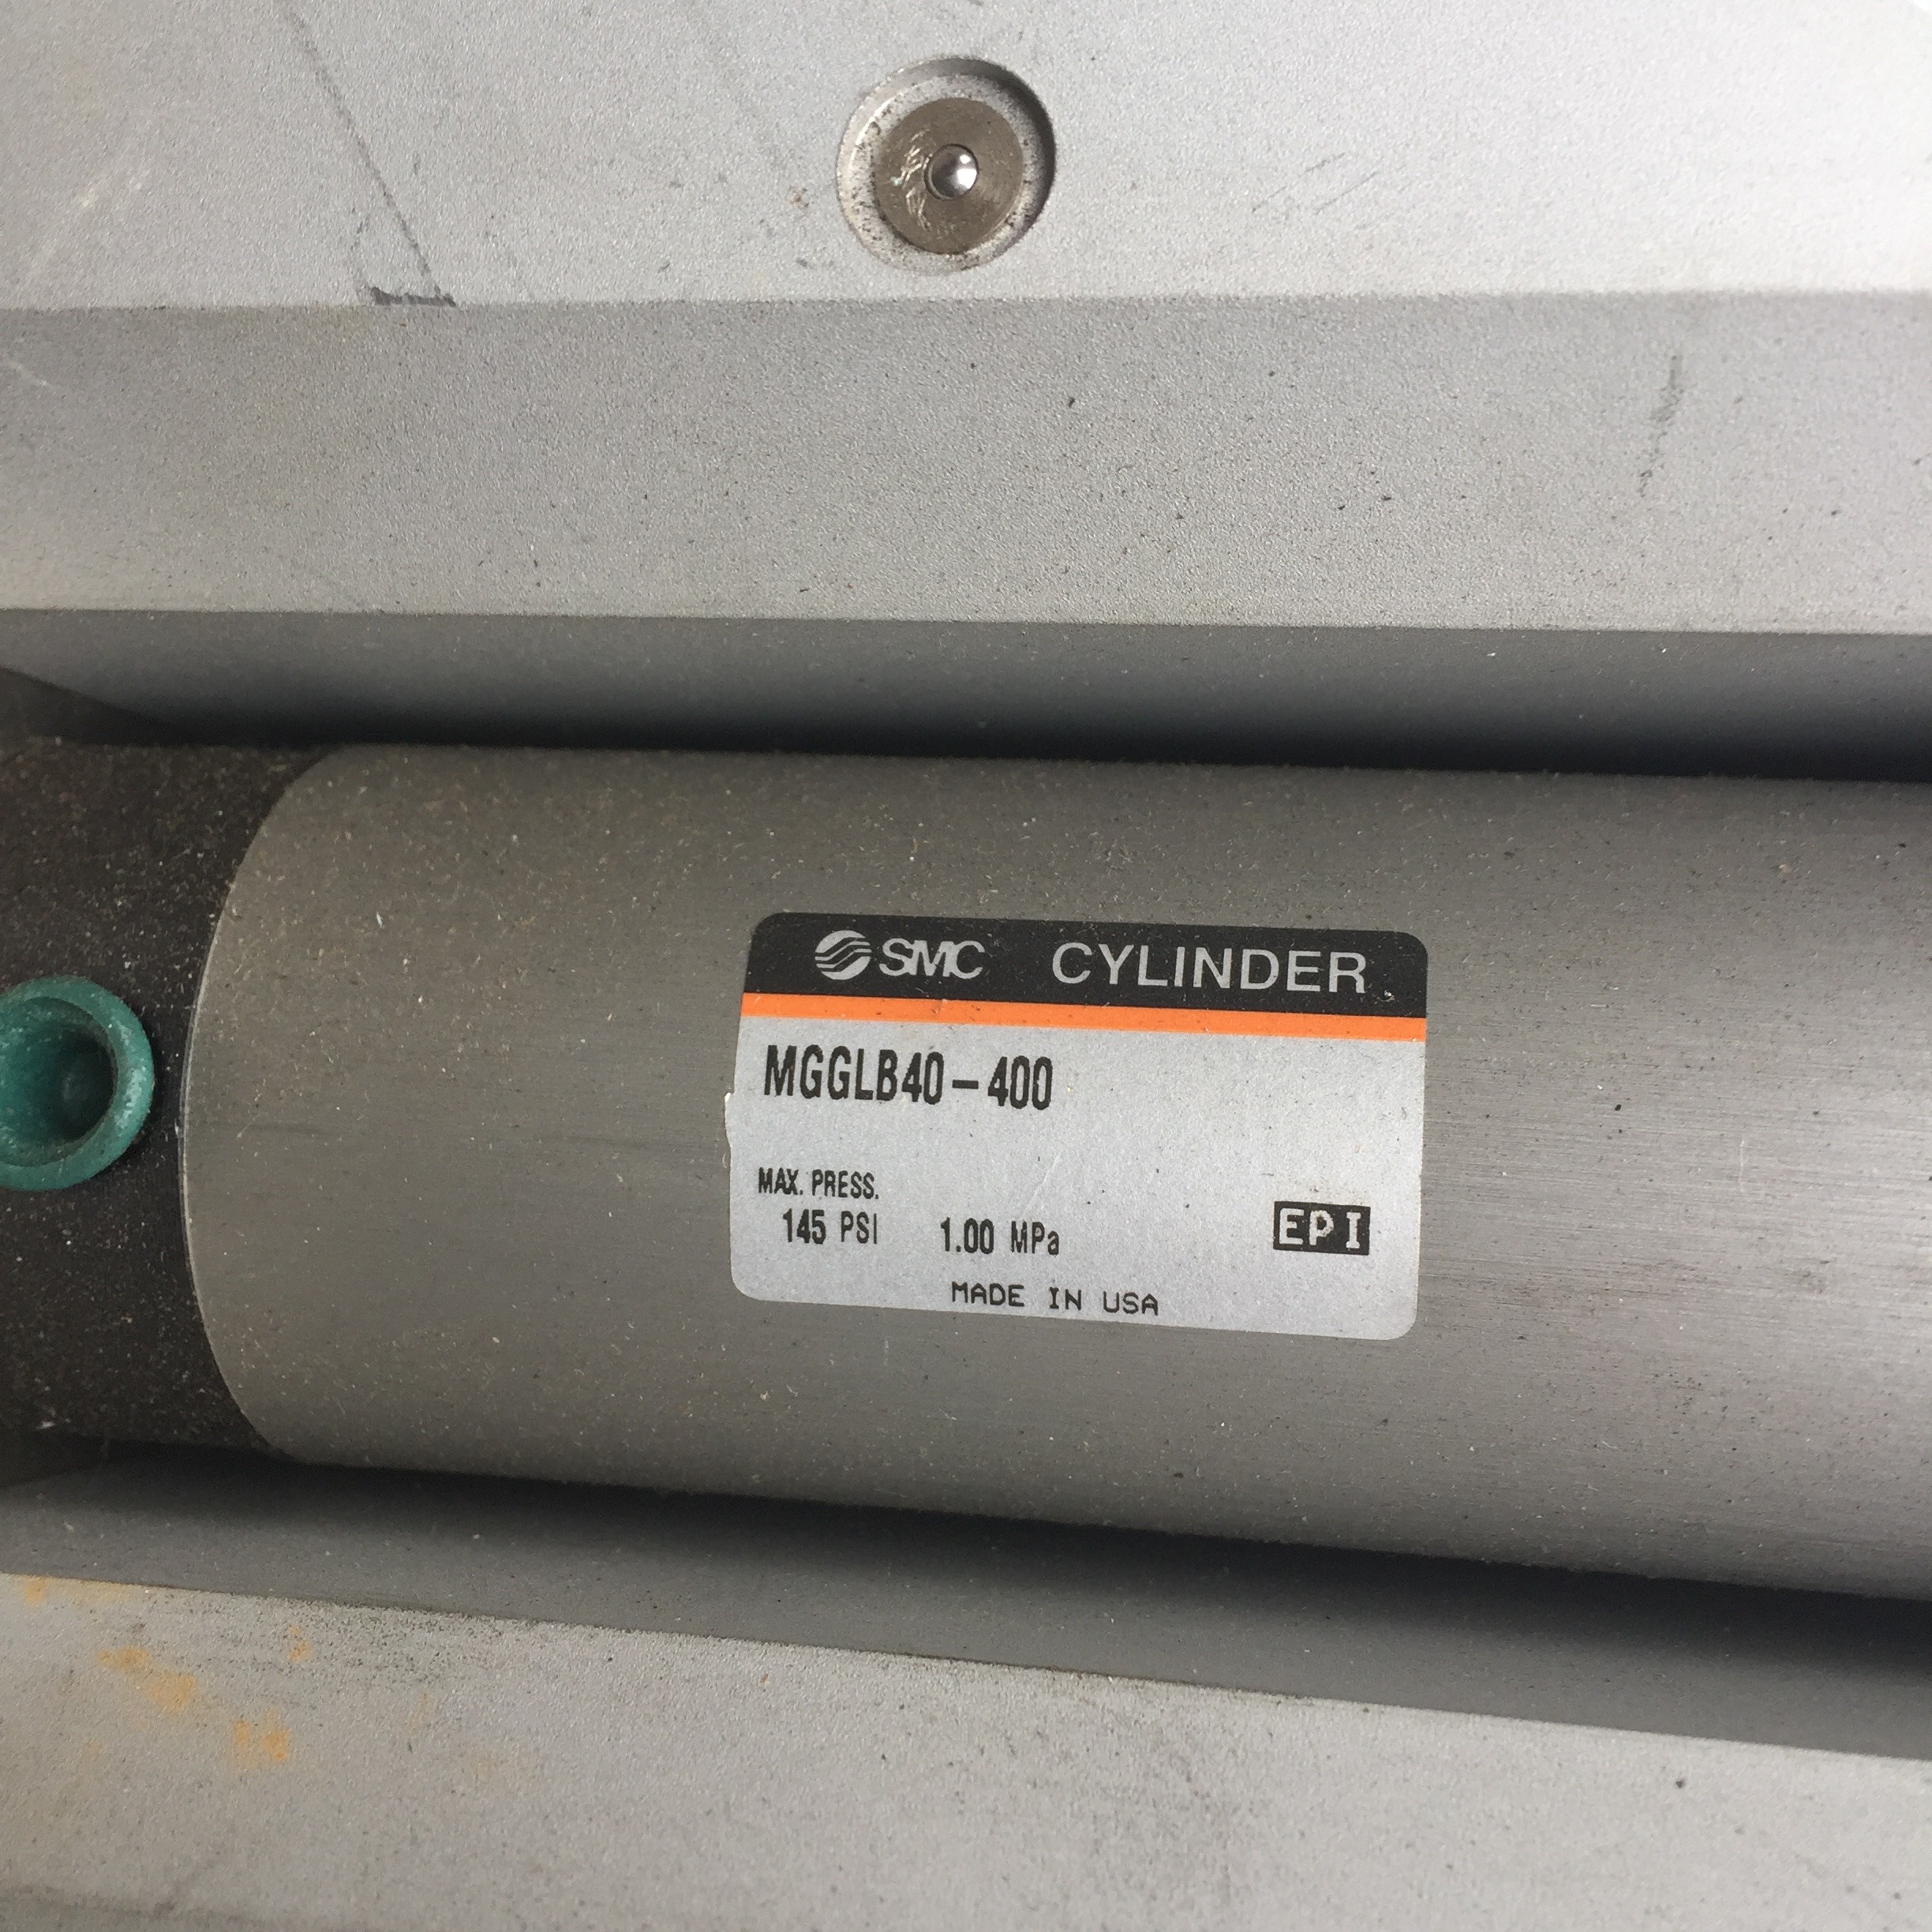 SMC CYLINDER
MGGLB40-400
MAX. PRESS.
145 PSI 1.00 MPa
EPI
MADE IN USA